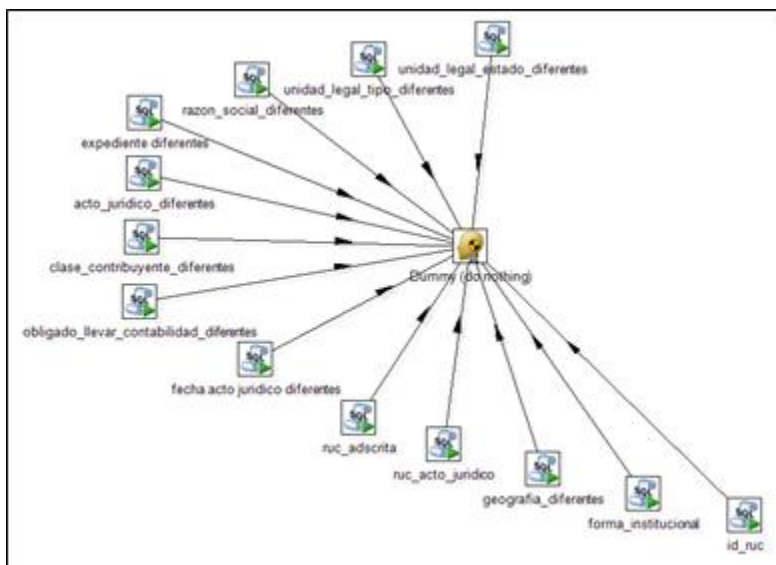 unidad_legal_estado_diferentes
unidad_legal_tipo_diferentes
razon_social_diferentes
expediente diferentes
acto_juridico_diferentes
clase_contribuyente_diferentes
Dummy (do nothing)
obligado_llevar_contabilidad_diferentes
fecha acto juridico diferentes
ruc_adscrita
ruc_acto_juridico
geografia_diferentes
forma_institucional
id_ruc